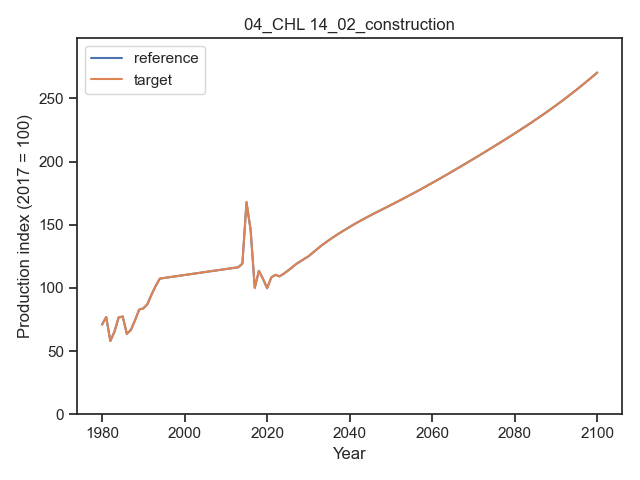 04_CHL 14_02_construction
reference
target
Production index (2017 = 100)
250
200
150
100
50
0
1980 2000 2020 2040 2060 2080 2100
Year